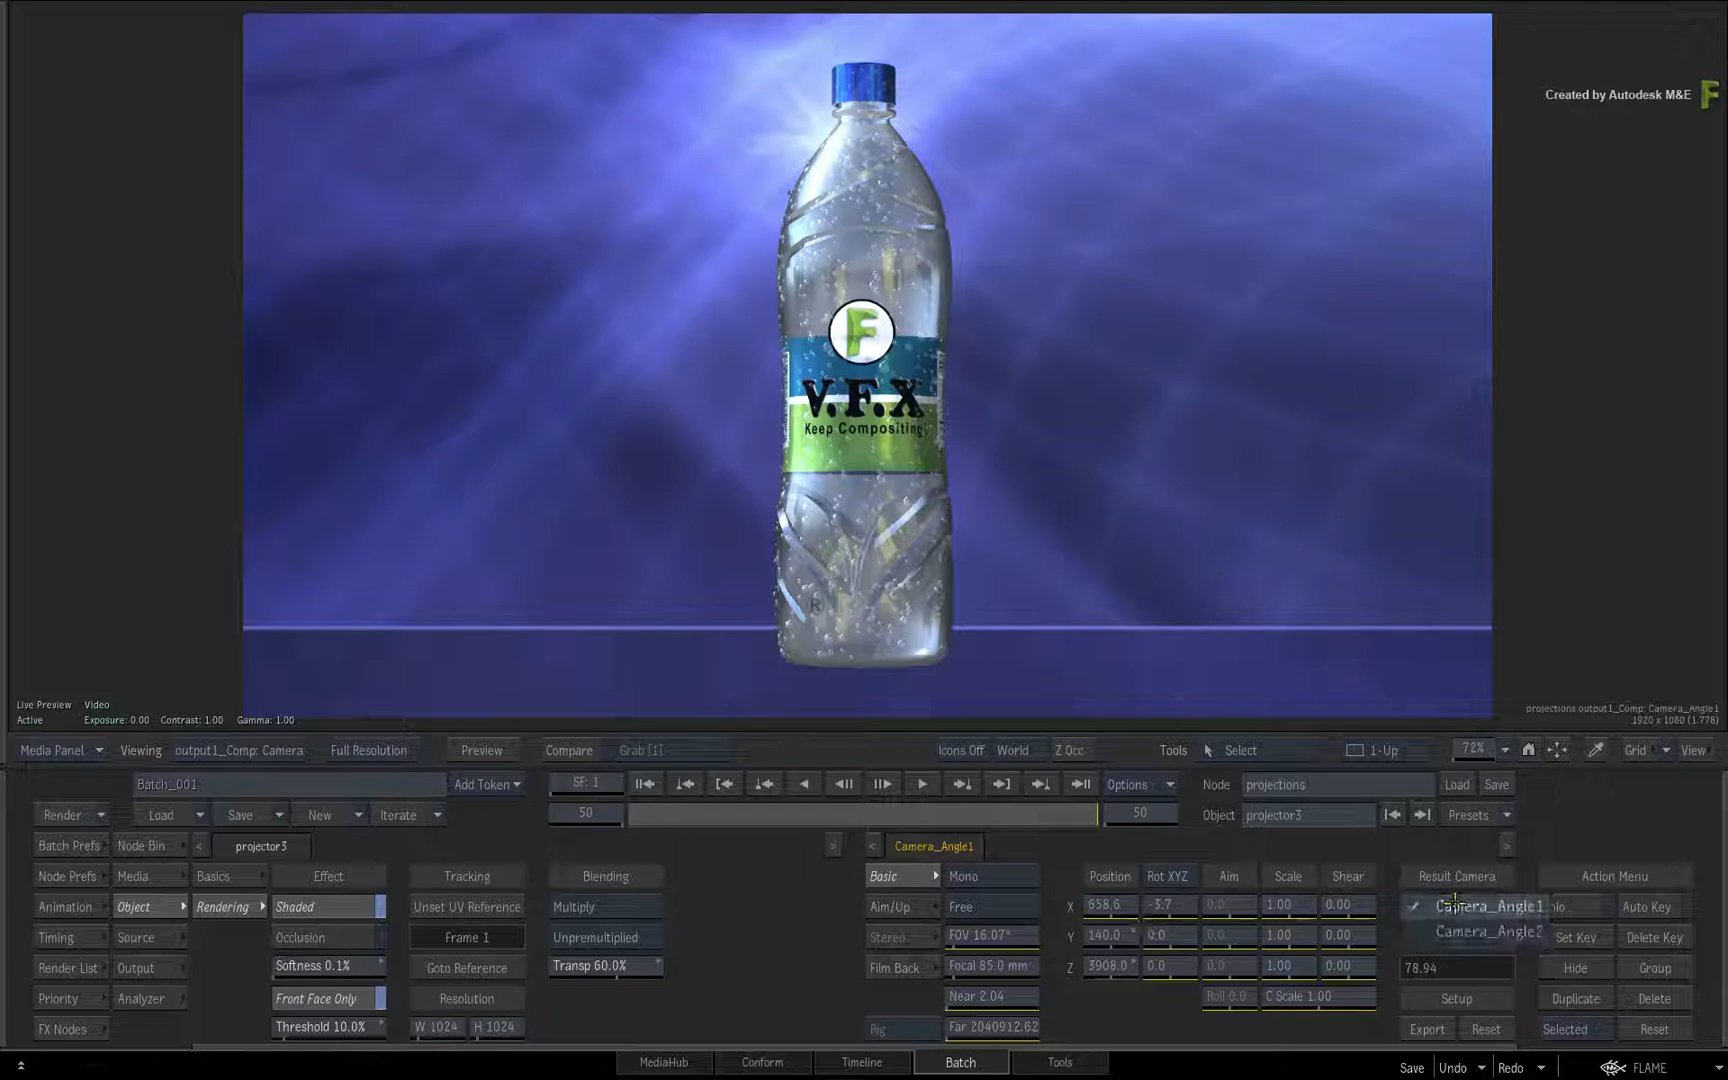 Created by Autodesk M&E
F
V.F.X
Keep Compositing!
Live Preview Video
Active Exposure: 0.00 Contrast: 1.00 Gamma: 1.00
projections output1_Comp: Camera_Angle1
1920 x 1080 (1.778)
Media Panel Viewing output1_Comp: Camera Full Resolution Preview Compare Grab [1] Icons Off World Z Occ Tools Select 1-Up 72% Grid View
Batch_001 Add Token SF: 1 Options Node projections Load Save
Render Load Save New Iterate 50 50 Object projector3 Presets
Batch Prefs Node Bin < projector3 > < Camera_Angle1 >
Node Prefs Media Basics Effect Tracking Blending Basic Mono Position Rot XYZ Aim Scale Shear Result Camera Action Menu
Animation Object Rendering Shaded Unset UV Reference Multiply Aim/Up Free X 658.6 -3.7 0.0 1.00 0.00 Camera_Angle1 Auto Key
Timing Source Occlusion Frame 1 Unpremultiplied Stereo FOV 16.07° Y 140.0 0.0 0.0 1.00 0.00 Camera_Angle2 Set Key Delete Key
Render List Output Softness 0.1% Goto Reference Transp 60.0% Film Back Focal 85.0 mm Z 3908.0 0.0 0.0 1.00 0.00 78.94 Hide Group
Priority Analyzer Front Face Only Resolution Near 2.04 Roll 0.0 C Scale 1.00 Setup Duplicate Delete
FX Nodes Threshold 10.0% W 1024 H 1024 Rig Far 2040912.62 Export Reset Selected Reset
MediaHub Conform Timeline Batch Tools Save Undo Redo FLAME